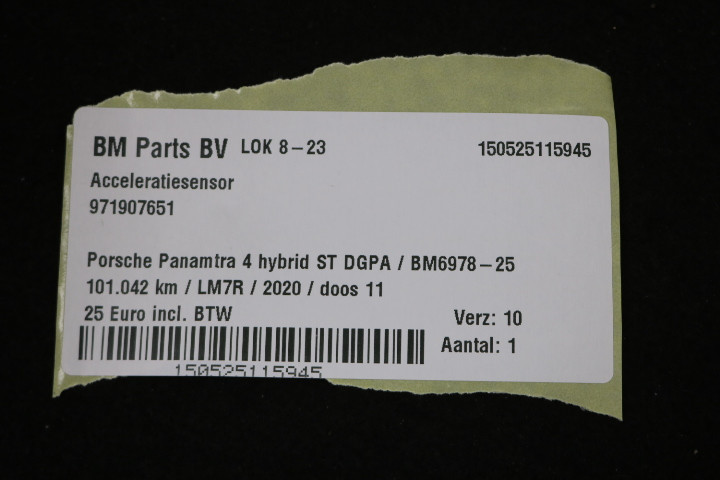 BM Parts BV LOK 8-23 150525115945
Acceleratiesensor
971907651
Porsche Panamtra 4 hybrid ST DGPA / BM6978-25
101.042 km / LM7R / 2020 / doos 11
25 Euro incl. BTW Verz: 10
Aantal: 1
150525115945